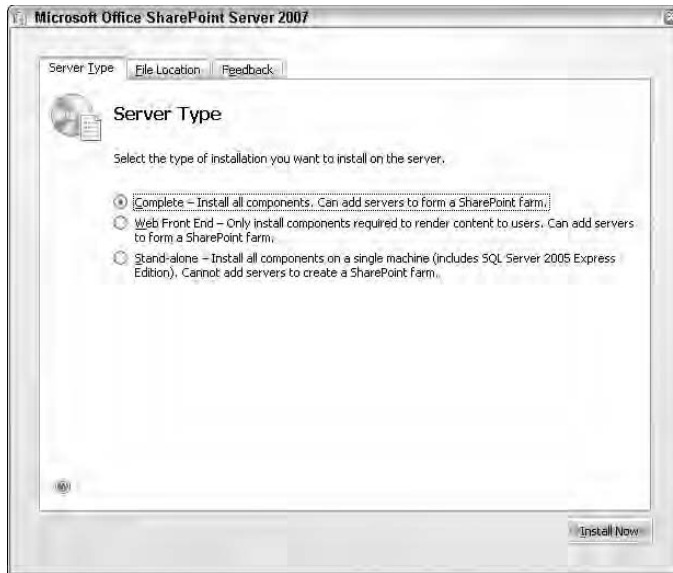 Microsoft Office SharePoint Server 2007
Server Type File Location Feedback
Server Type
Select the type of installation you want to install on the server.
Complete – Install all components. Can add servers to form a SharePoint farm.
Web Front End – Only install components required to render content to users. Can add servers
to form a SharePoint farm.
Stand-alone – Install all components on a single machine (includes SQL Server 2005 Express
Edition). Cannot add servers to create a SharePoint farm.
Install Now